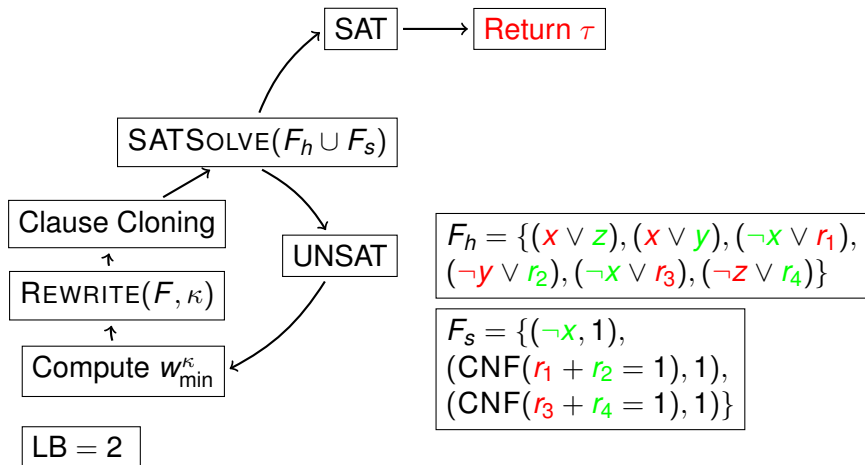 SAT
Return τ
SATSOLVE(F_h ∪ F_s)
Clause Cloning
UNSAT
REWRITE(F, κ)
Compute w_min^κ
LB = 2
F_h = {(x ∨ z), (x ∨ y), (¬x ∨ r_1),
(¬y ∨ r_2), (¬x ∨ r_3), (¬z ∨ r_4)}
F_s = {(¬x, 1),
(CNF(r_1 + r_2 = 1), 1),
(CNF(r_3 + r_4 = 1), 1)}